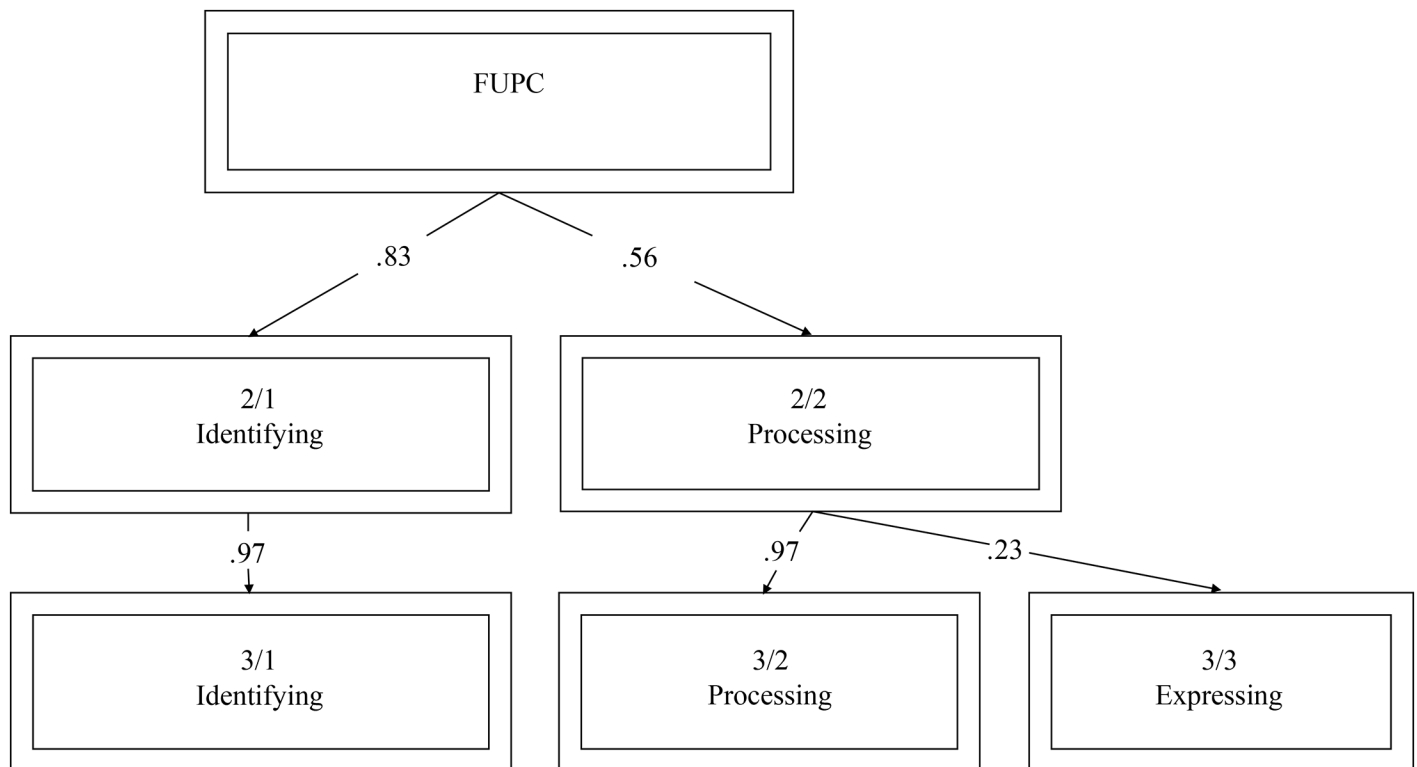 FUPC
.83
.56
2/1
Identifying
2/2
Processing
.97
.97
.23
3/1
Identifying
3/2
Processing
3/3
Expressing